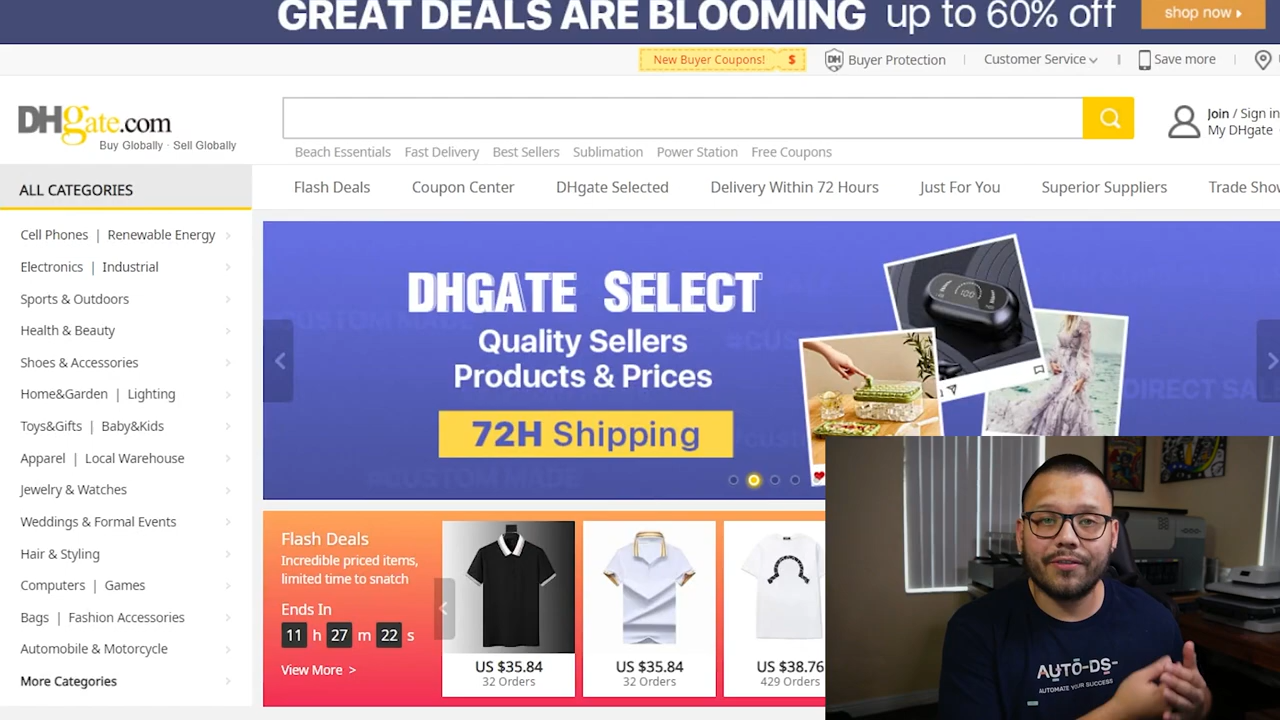 GREAT DEALS ARE BLOOMING up to 60% off shop now
New Buyer Coupons! $ DH Buyer Protection | Customer Service | Save more |
DHgate.com
Buy Globally · Sell Globally
Join / Sign in
My DHgate
Beach Essentials Fast Delivery Best Sellers Sublimation Power Station Free Coupons
ALL CATEGORIES
Flash Deals Coupon Center DHgate Selected Delivery Within 72 Hours Just For You Superior Suppliers Trade Show
Cell Phones | Renewable Energy
Electronics | Industrial
Sports & Outdoors
Health & Beauty
Shoes & Accessories
Home&Garden | Lighting
Toys&Gifts | Baby&Kids
Apparel | Local Warehouse
Jewelry & Watches
Weddings & Formal Events
Hair & Styling
Computers | Games
Bags | Fashion Accessories
Automobile & Motorcycle
More Categories
DHGATE SELECT
Quality Sellers
Products & Prices
72H Shipping
#CUSTOM MADE
DIRECT SAL
100
Flash Deals
Incredible priced items,
limited time to snatch
Ends In
11 h 27 m 22 s
View More >
US $35.84
32 Orders
US $35.84
32 Orders
US $38.76
429 Orders
AUTO-DS-
AUTOMATE YOUR SUCCESS